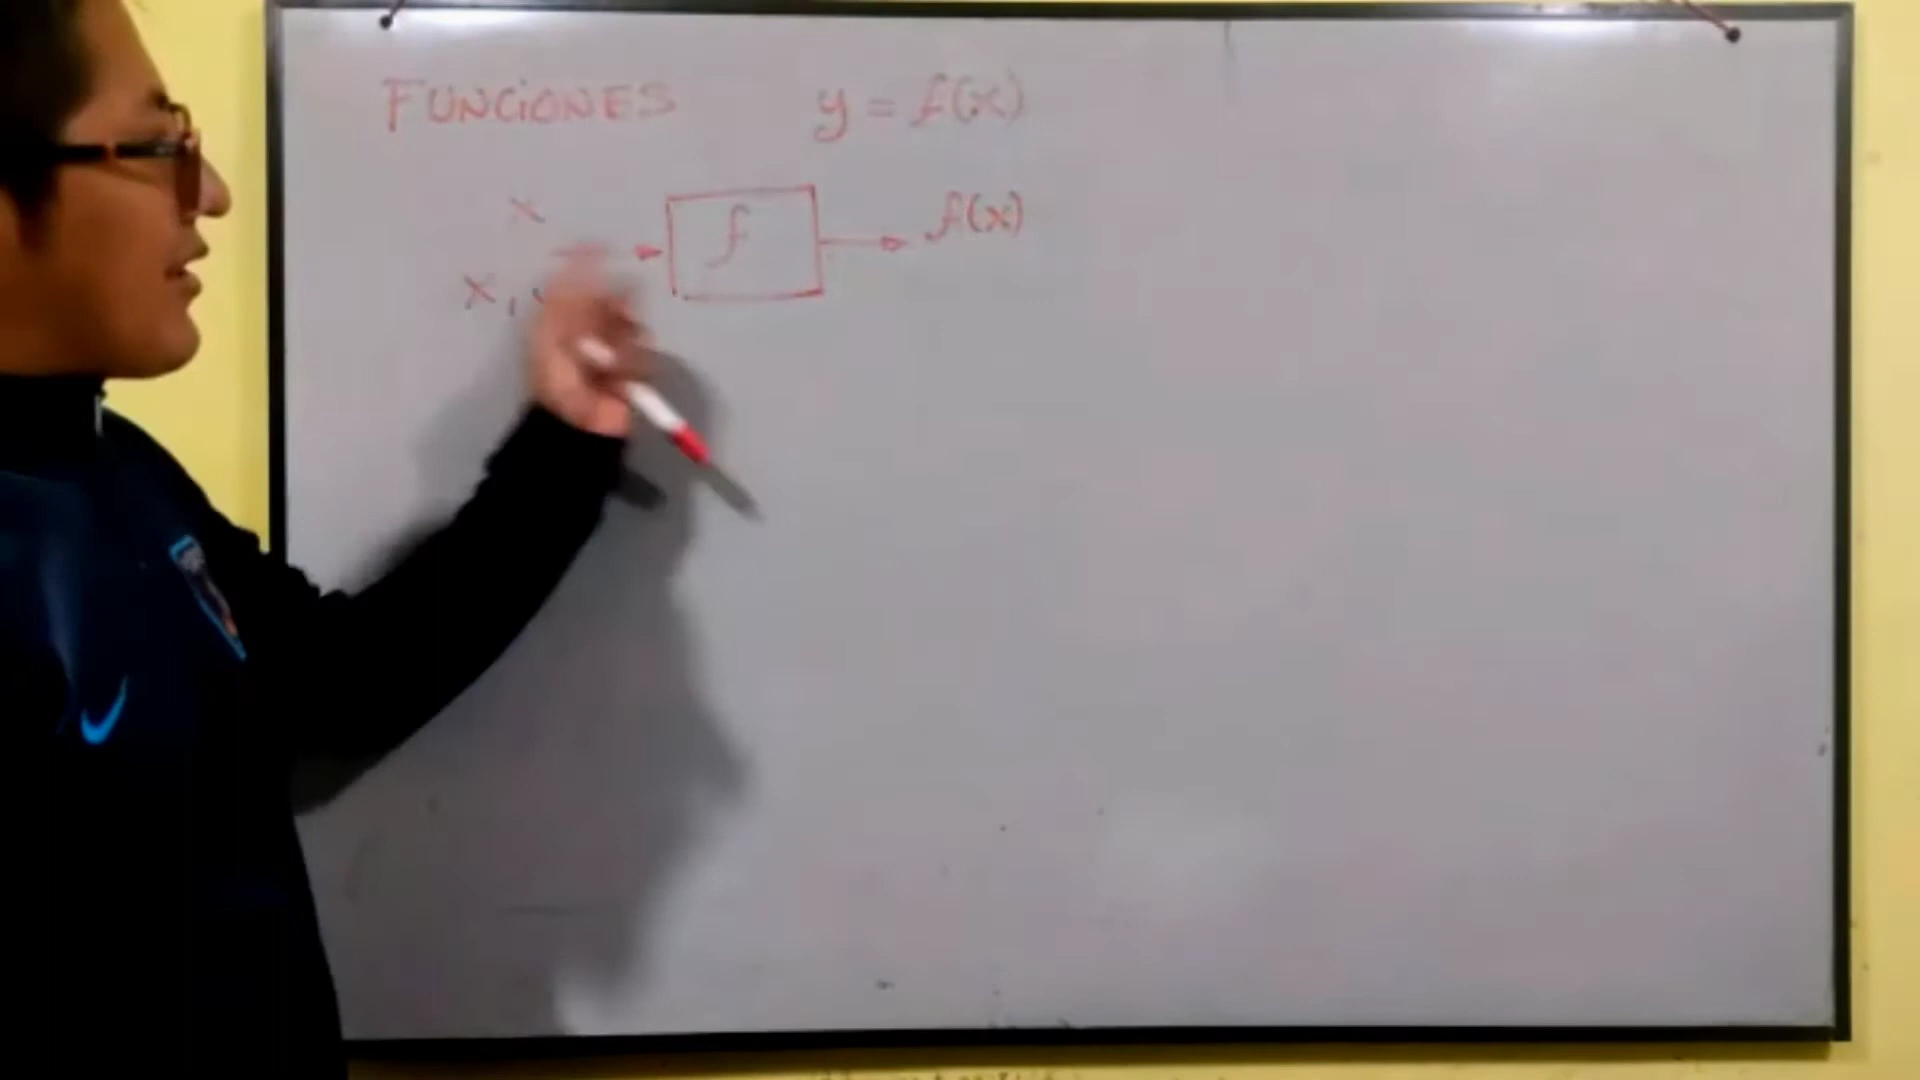 FUNCIONES y = f(x)
x f f(x)
x,